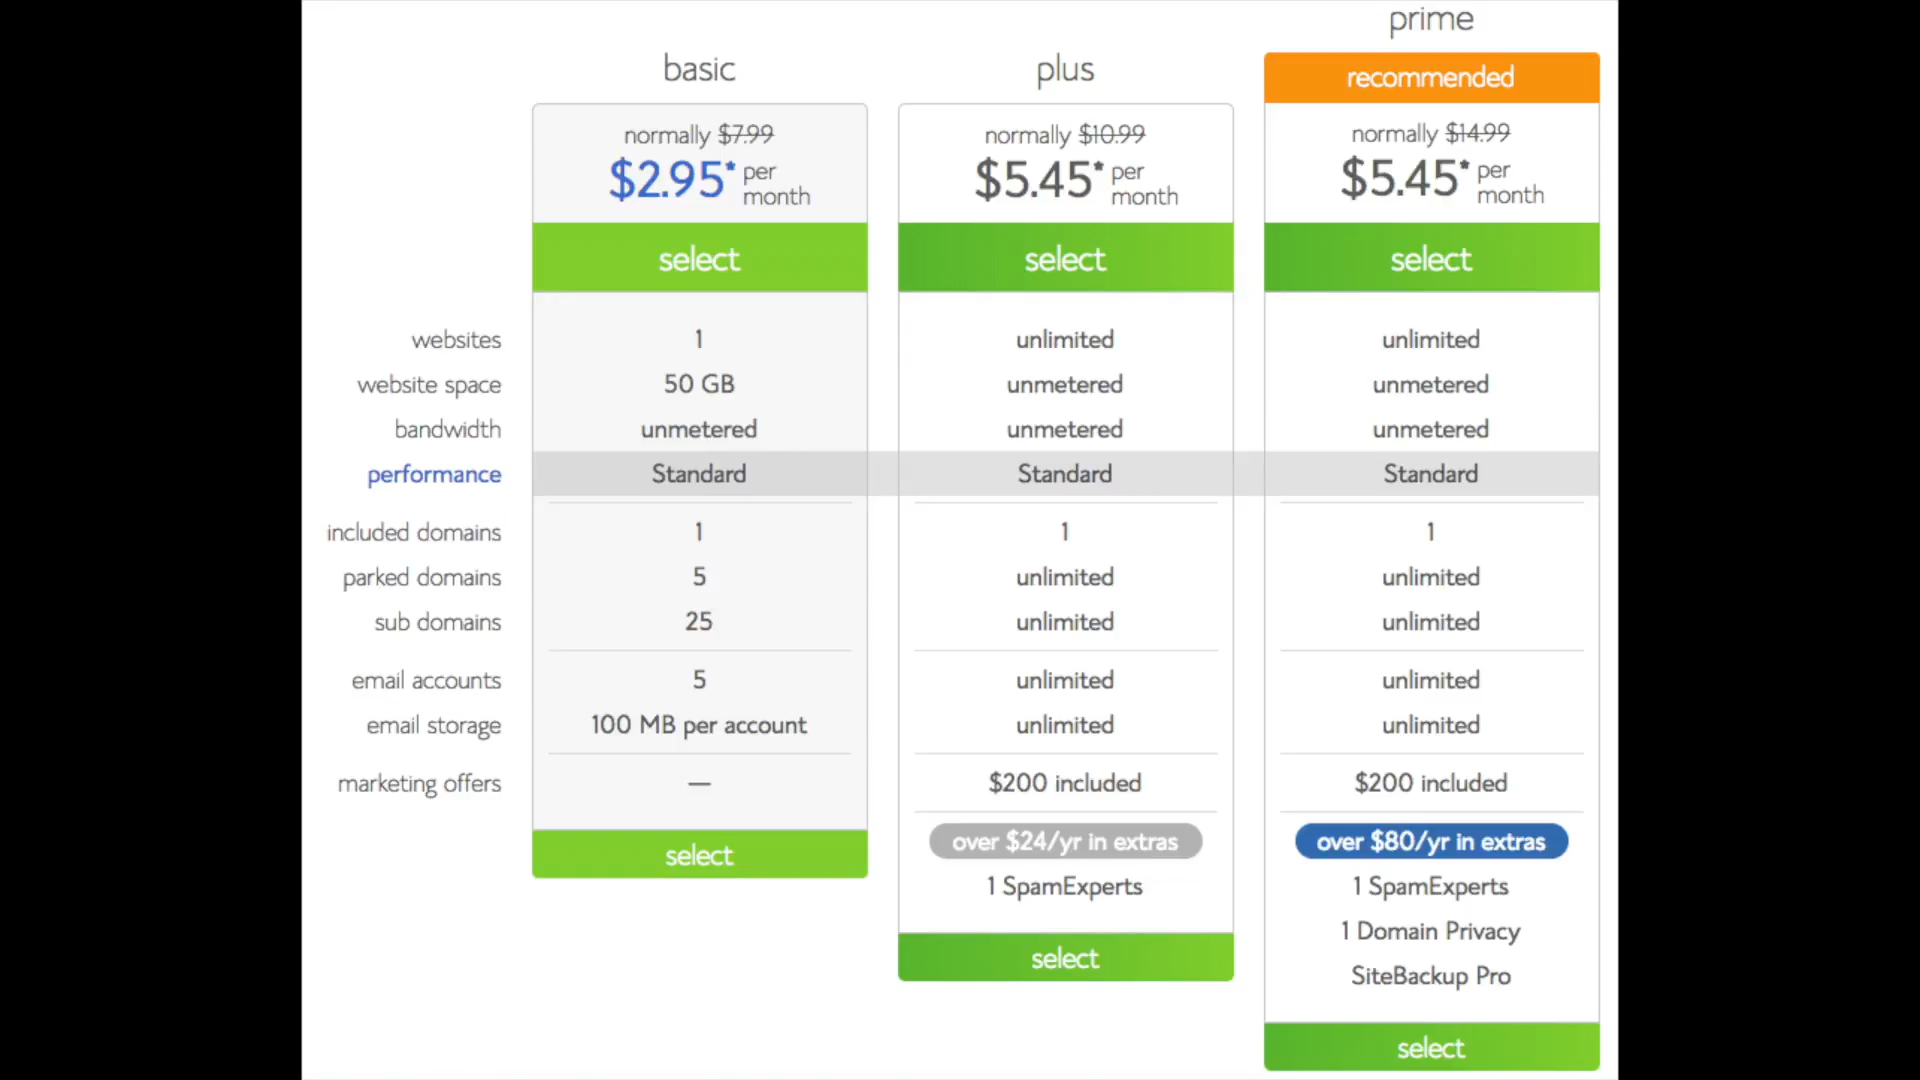 prime
basic
plus
recommended
normally $7.99
$2.95* per month
normally $10.99
$5.45* per month
normally $14.99
$5.45* per month
select select select
websites 1 unlimited unlimited
website space 50 GB unmetered unmetered
bandwidth unmetered unmetered unmetered
performance Standard Standard Standard
included domains 1 1 1
parked domains 5 unlimited unlimited
sub domains 25 unlimited unlimited
email accounts 5 unlimited unlimited
email storage 100 MB per account unlimited unlimited
marketing offers — $200 included $200 included
select over $24/yr in extras over $80/yr in extras
1 SpamExperts 1 SpamExperts
1 Domain Privacy
select SiteBackup Pro
select